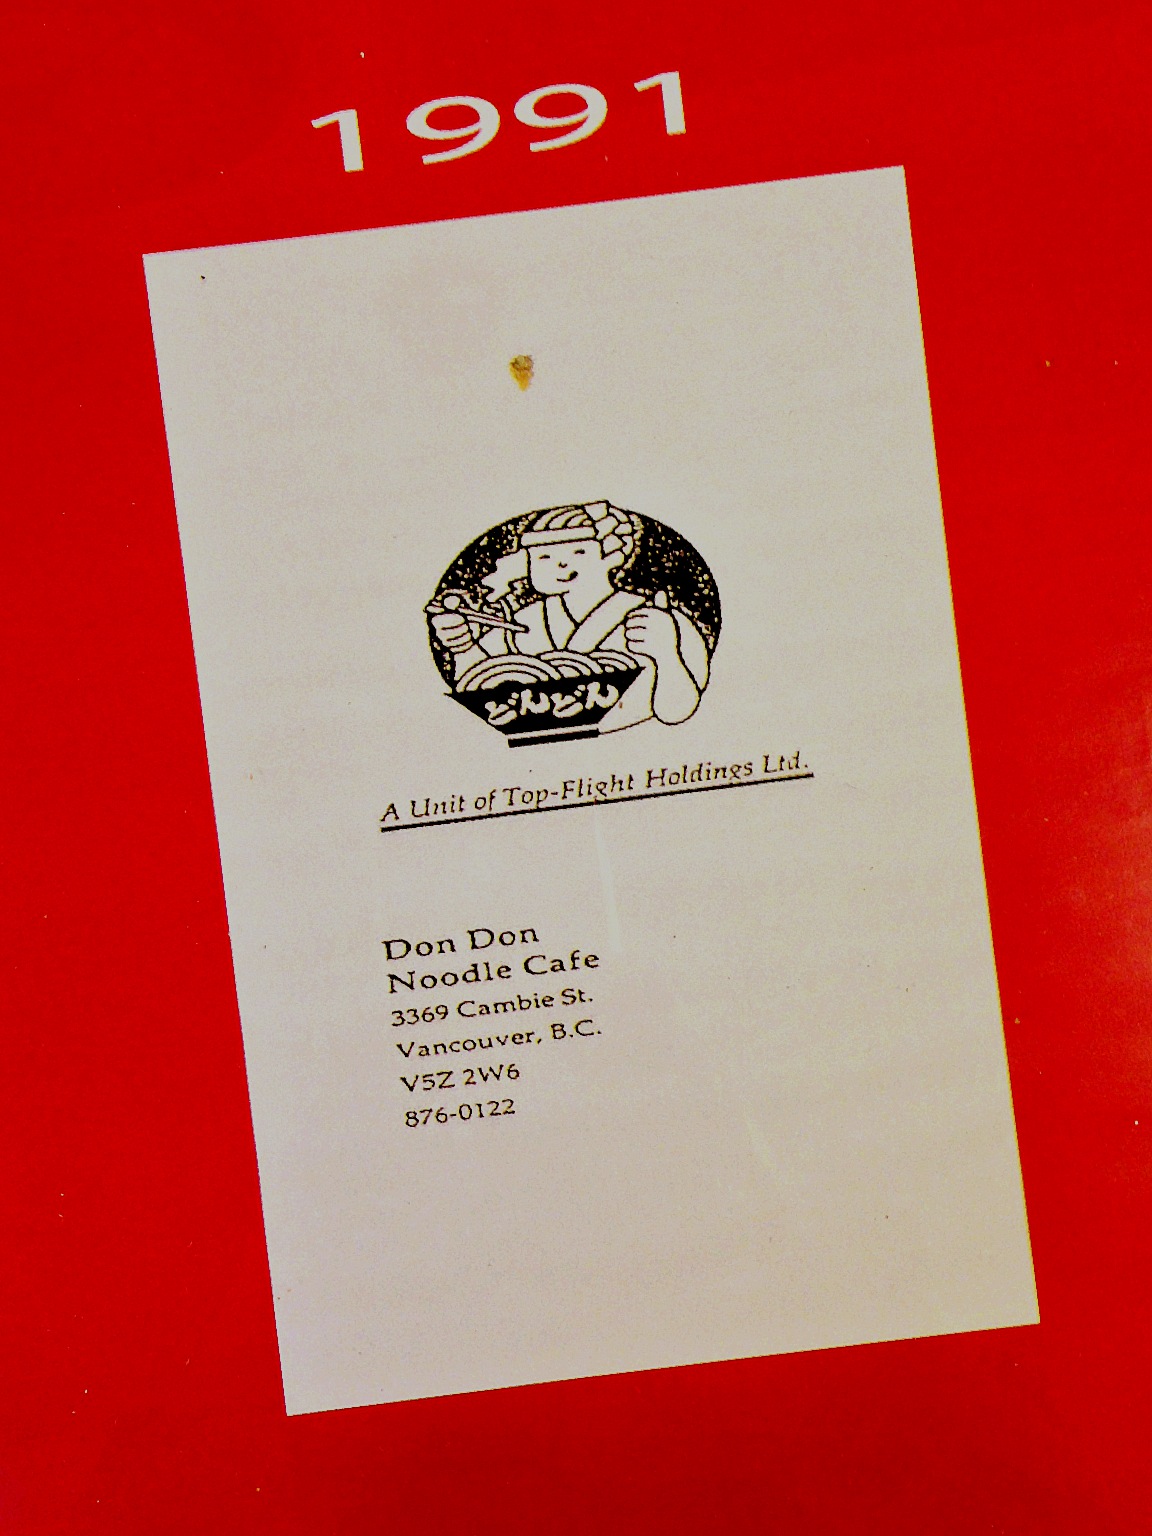 1991
どんどん
A Unit of Top-Flight Holdings Ltd.
Don Don
Noodle Cafe
3369 Cambie St.
Vancouver, B.C.
V5Z 2W6
876-0122